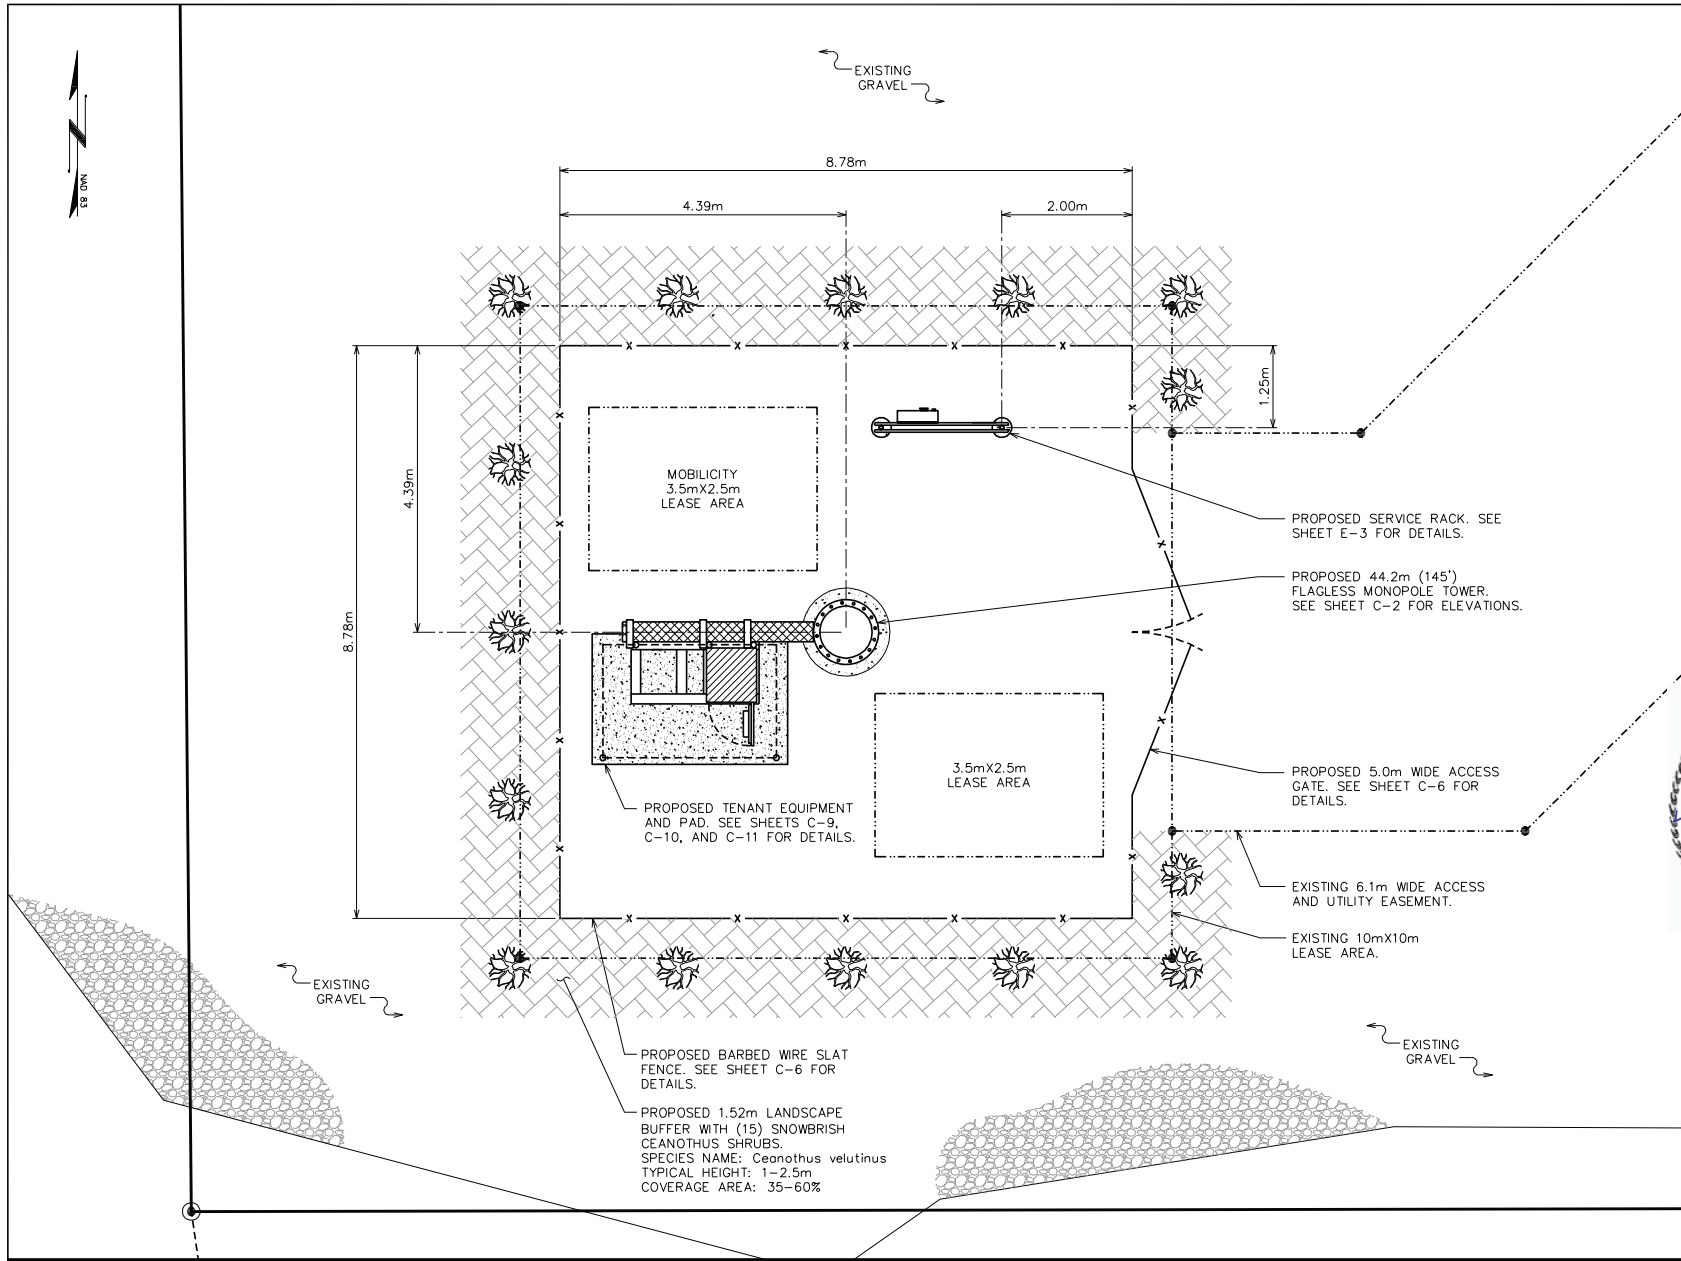 EXISTING
GRAVEL
NAD 83
8.78m
4.39m
2.00m
1.25m
4.39m
8.78m
MOBILICITY
3.5mX2.5m
LEASE AREA
PROPOSED SERVICE RACK. SEE
SHEET E-3 FOR DETAILS.
PROPOSED 44.2m (145')
FLAGLESS MONOPOLE TOWER.
SEE SHEET C-2 FOR ELEVATIONS.
3.5mX2.5m
LEASE AREA
PROPOSED 5.0m WIDE ACCESS
GATE. SEE SHEET C-6 FOR
DETAILS.
PROPOSED TENANT EQUIPMENT
AND PAD. SEE SHEETS C-9,
C-10, AND C-11 FOR DETAILS.
EXISTING 6.1m WIDE ACCESS
AND UTILITY EASEMENT.
EXISTING 10mX10m
LEASE AREA.
EXISTING
GRAVEL
EXISTING
GRAVEL
PROPOSED BARBED WIRE SLAT
FENCE. SEE SHEET C-6 FOR
DETAILS.
PROPOSED 1.52m LANDSCAPE
BUFFER WITH (15) SNOWBRISH
CEANOTHUS SHRUBS.
SPECIES NAME: Ceanothus velutinus
TYPICAL HEIGHT: 1-2.5m
COVERAGE AREA: 35-60%